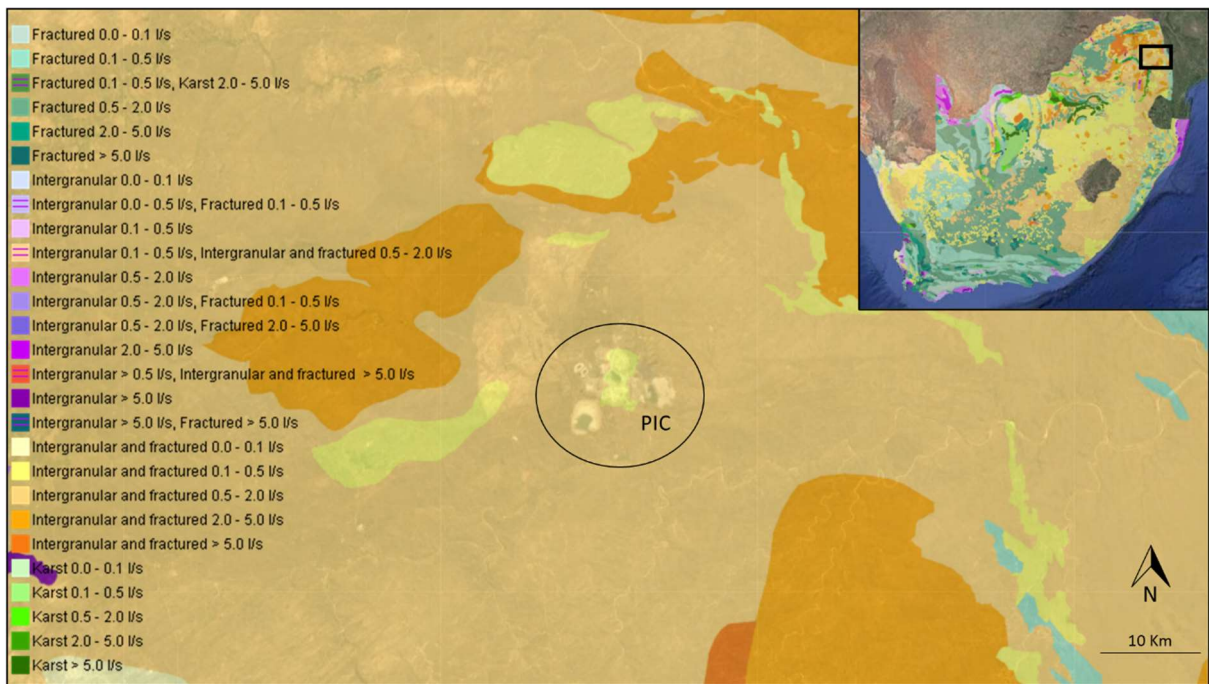 Fractured 0.0 - 0.1 l/s
Fractured 0.1 - 0.5 l/s
Fractured 0.1 - 0.5 l/s, Karst 2.0 - 5.0 l/s
Fractured 0.5 - 2.0 l/s
Fractured 2.0 - 5.0 l/s
Fractured > 5.0 l/s
Intergranular 0.0 - 0.1 l/s
Intergranular 0.0 - 0.5 l/s, Fractured 0.1 - 0.5 l/s
Intergranular 0.1 - 0.5 l/s
Intergranular 0.1 - 0.5 l/s, Intergranular and fractured 0.5 - 2.0 l/s
Intergranular 0.5 - 2.0 l/s
Intergranular 0.5 - 2.0 l/s, Fractured 0.1 - 0.5 l/s
Intergranular 0.5 - 2.0 l/s, Fractured 2.0 - 5.0 l/s
Intergranular 2.0 - 5.0 l/s
Intergranular > 0.5 l/s, Intergranular and fractured > 5.0 l/s
Intergranular > 5.0 l/s
Intergranular > 5.0 l/s, Fractured > 5.0 l/s
Intergranular and fractured 0.0 - 0.1 l/s
Intergranular and fractured 0.1 - 0.5 l/s
Intergranular and fractured 0.5 - 2.0 l/s
Intergranular and fractured 2.0 - 5.0 l/s
Intergranular and fractured > 5.0 l/s
Karst 0.0 - 0.1 l/s
Karst 0.1 - 0.5 l/s
Karst 0.5 - 2.0 l/s
Karst 2.0 - 5.0 l/s
Karst > 5.0 l/s
PIC
N
10 Km